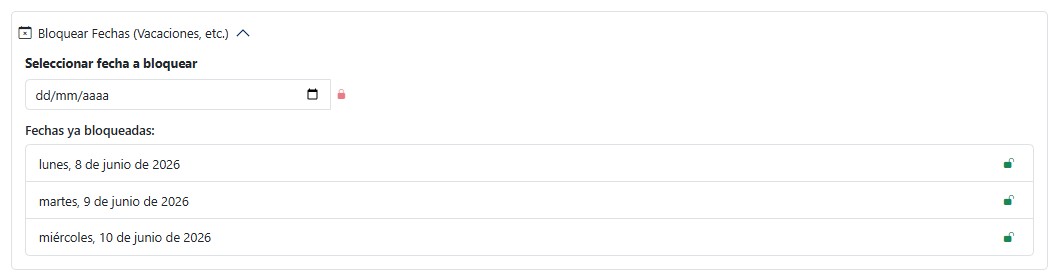 Bloquear Fechas (Vacaciones, etc.)
Seleccionar fecha a bloquear
dd/mm/aaaa
Fechas ya bloqueadas:
lunes, 8 de junio de 2026
martes, 9 de junio de 2026
miércoles, 10 de junio de 2026